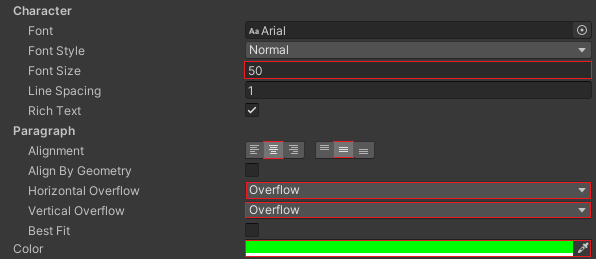 Character
Font Aa Arial
Font Style Normal
Font Size 50
Line Spacing 1
Rich Text
Paragraph
Alignment
Align By Geometry
Horizontal Overflow Overflow
Vertical Overflow Overflow
Best Fit
Color